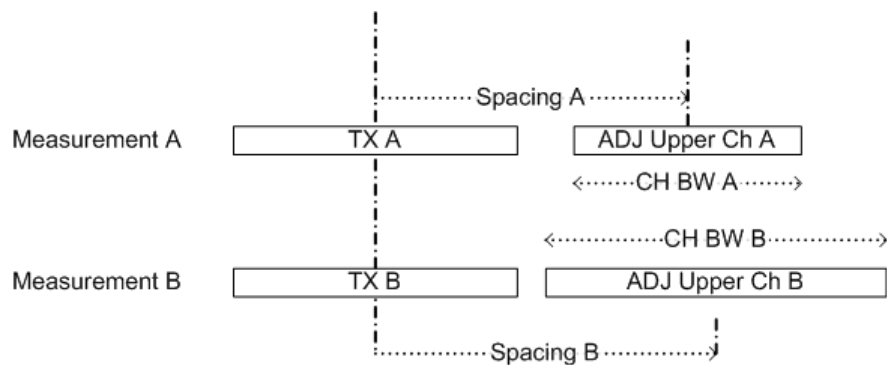 Spacing A
Measurement A
TX A
ADJ Upper Ch A
CH BW A
CH BW B
Measurement B
TX B
ADJ Upper Ch B
Spacing B